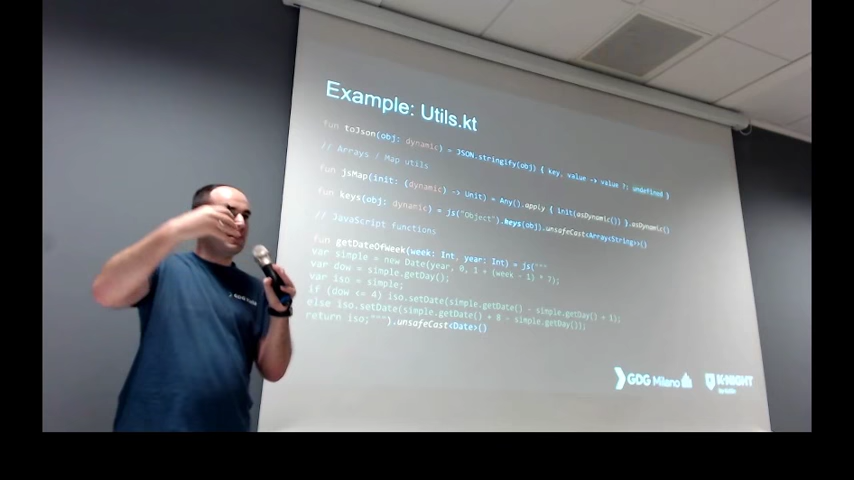 Example: Utils.kt
fun toJson(obj: dynamic) = JSON.stringify(obj) { key, value -> value ?: undefined }
// Arrays / Map utils
fun jsMap(init: (dynamic) -> Unit) = Any().apply { init(asDynamic()) }.asDynamic()
fun keys(obj: dynamic) = js("Object").keys(obj).unsafeCast<Array<String>>()
// JavaScript functions
fun getDateOfWeek(week: Int, year: Int) = js("""
var simple = new Date(year, 0, 1 + (week - 1) * 7);
var dow = simple.getDay();
var iso = simple;
if (dow <= 4) iso.setDate(simple.getDate() - simple.getDay() + 1);
else iso.setDate(simple.getDate() + 8 - simple.getDay());
return iso;""").unsafeCast<Date>()
GDG Milano
K-NIGHT